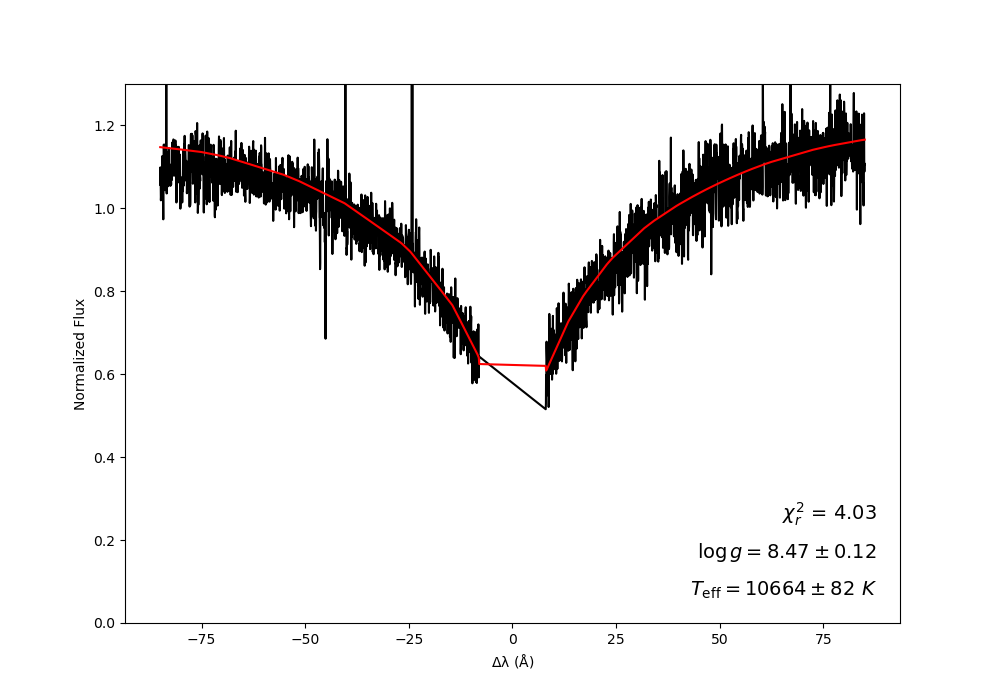 1.2
1.0
0.8
0.6
0.4
0.2
0.0
Normalized Flux
χ²ᵣ = 4.03
log g = 8.47 ± 0.12
T_eff = 10664 ± 82 K
−75 −50 −25 0 25 50 75
Δλ (Å)